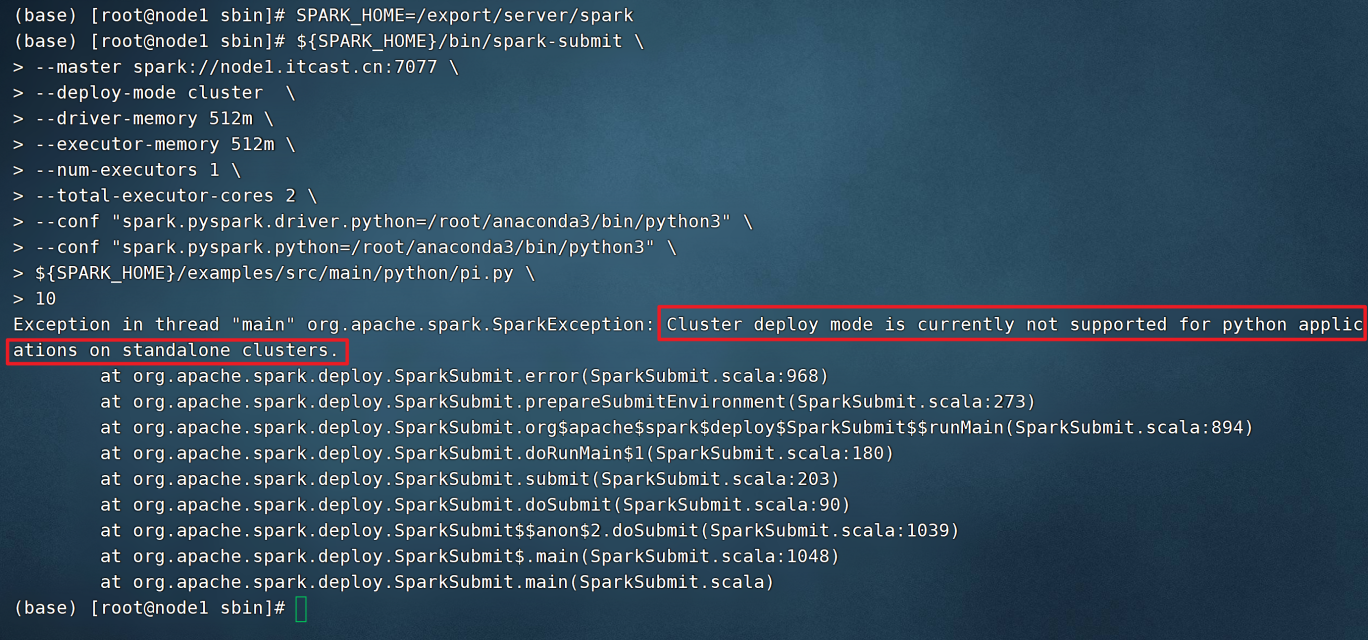 (base) [root@node1 sbin]# SPARK_HOME=/export/server/spark
(base) [root@node1 sbin]# ${SPARK_HOME}/bin/spark-submit \
> --master spark://node1.itcast.cn:7077 \
> --deploy-mode cluster  \
> --driver-memory 512m \
> --executor-memory 512m \
> --num-executors 1 \
> --total-executor-cores 2 \
> --conf "spark.pyspark.driver.python=/root/anaconda3/bin/python3" \
> --conf "spark.pyspark.python=/root/anaconda3/bin/python3" \
> ${SPARK_HOME}/examples/src/main/python/pi.py \
> 10
Exception in thread "main" org.apache.spark.SparkException: Cluster deploy mode is currently not supported for python applic
ations on standalone clusters.
        at org.apache.spark.deploy.SparkSubmit.error(SparkSubmit.scala:968)
        at org.apache.spark.deploy.SparkSubmit.prepareSubmitEnvironment(SparkSubmit.scala:273)
        at org.apache.spark.deploy.SparkSubmit.org$apache$spark$deploy$SparkSubmit$$runMain(SparkSubmit.scala:894)
        at org.apache.spark.deploy.SparkSubmit.doRunMain$1(SparkSubmit.scala:180)
        at org.apache.spark.deploy.SparkSubmit.submit(SparkSubmit.scala:203)
        at org.apache.spark.deploy.SparkSubmit.doSubmit(SparkSubmit.scala:90)
        at org.apache.spark.deploy.SparkSubmit$$anon$2.doSubmit(SparkSubmit.scala:1039)
        at org.apache.spark.deploy.SparkSubmit$.main(SparkSubmit.scala:1048)
        at org.apache.spark.deploy.SparkSubmit.main(SparkSubmit.scala)
(base) [root@node1 sbin]#